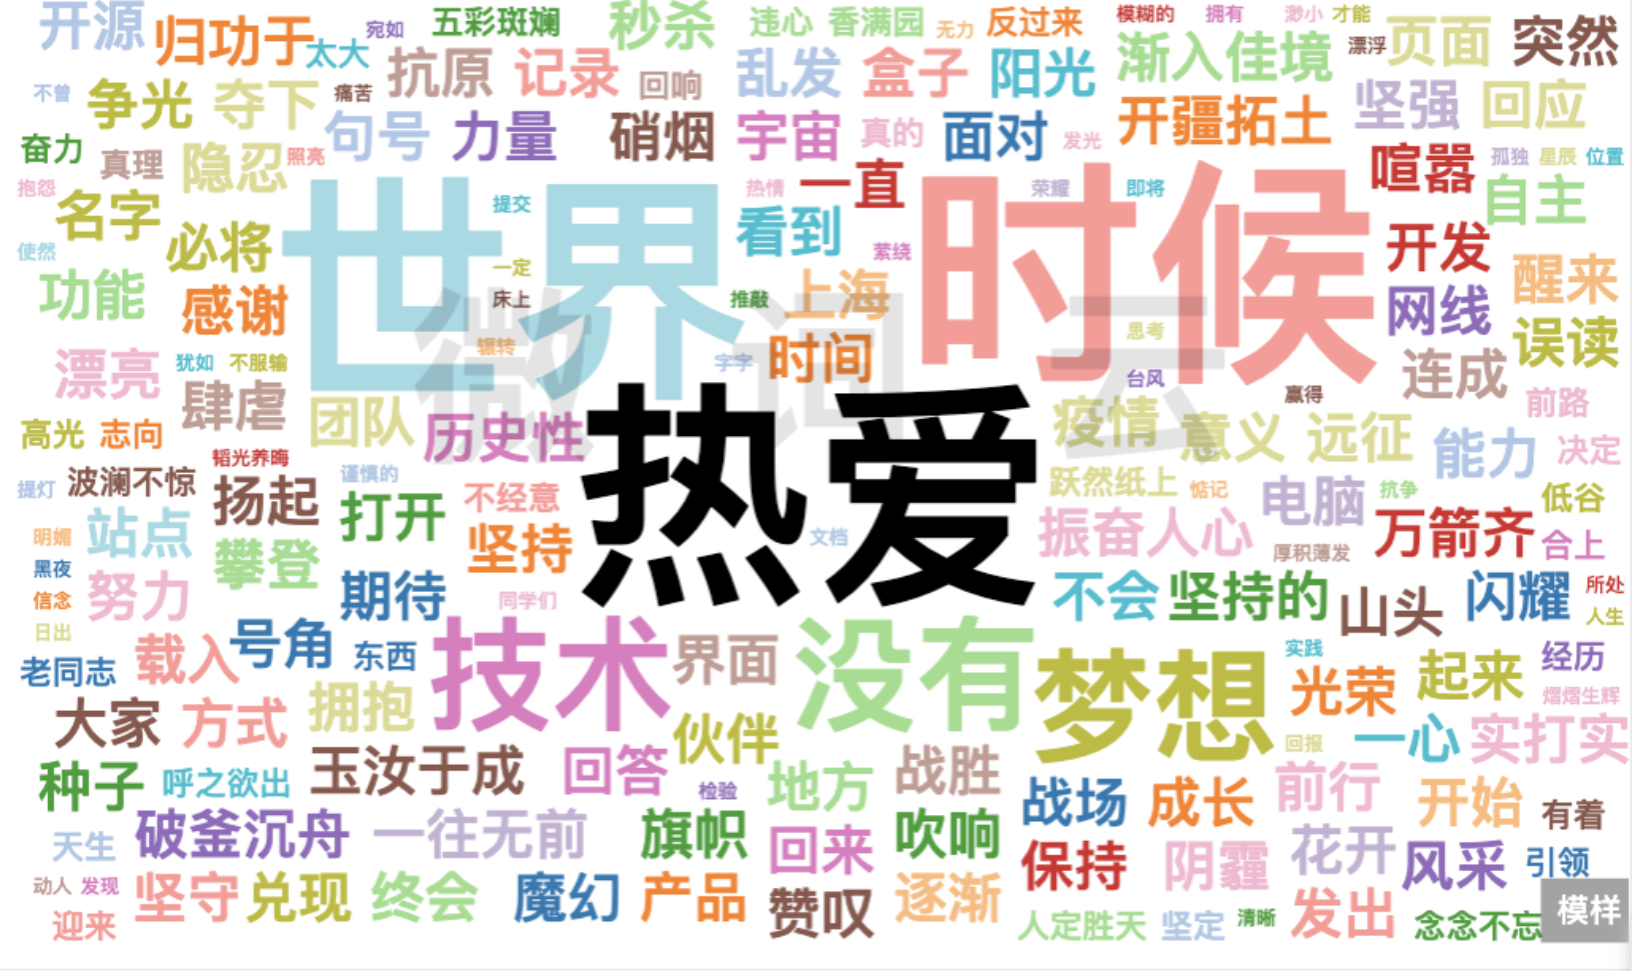 开源 归功于 太大 宛如 五彩斑斓 秒杀 违心 香满园 无力 反过来 模糊的 拥有 渺小 才能
抗原 记录 回响 乱发 盒子 阳光 渐入佳境 漂浮 页面 突然
不曾 争光 夺下 痛苦 句号 力量 硝烟 宇宙 真的 面对 发光 开疆拓土 坚强 回应
奋力 真理 隐忍 照亮 喧嚣 孤独 星辰 位置
抱怨 名字 提交 热情 一直 荣耀 即将 自主
世界 时候
使然 必将 一定 看到 萦绕 开发
功能 感谢 床上 推敲 上海 网线 醒来
辗转 时间 思考 误读
漂亮 犹如 不服输 字字 台风 连成
微词云
肆虐 团队 历史性 疫情 意义 远征 赢得 前路
热爱
高光 志向 韬光养晦 能力 决定
提灯 波澜不惊 扬起 谨慎的 打开 不经意 跃然纸上 惦记 电脑 抗争 低谷
明媚 站点 攀登 坚持 文档 振奋人心 厚积薄发 万箭齐 合上
黑夜 努力 期待 同学们 不会 坚持的 山头 闪耀 所处
信念 人生
日出 载入 号角 东西 技术 界面 没有 梦想 实践 光荣 起来 经历
老同志 拥抱 熠熠生辉
大家 方式 伙伴 回报 一心 实打实
种子 呼之欲出 玉汝于成 回答 检验 地方 战胜 战场 成长 前行 开始 有着
天生 破釜沉舟 一往无前 旗帜 回来 吹响 保持 阴霾 花开 风采 引领
动人 发现 坚守 兑现 终会 魔幻 产品 赞叹 逐渐 发出 模样
迎来 人定胜天 坚定 清晰 念念不忘